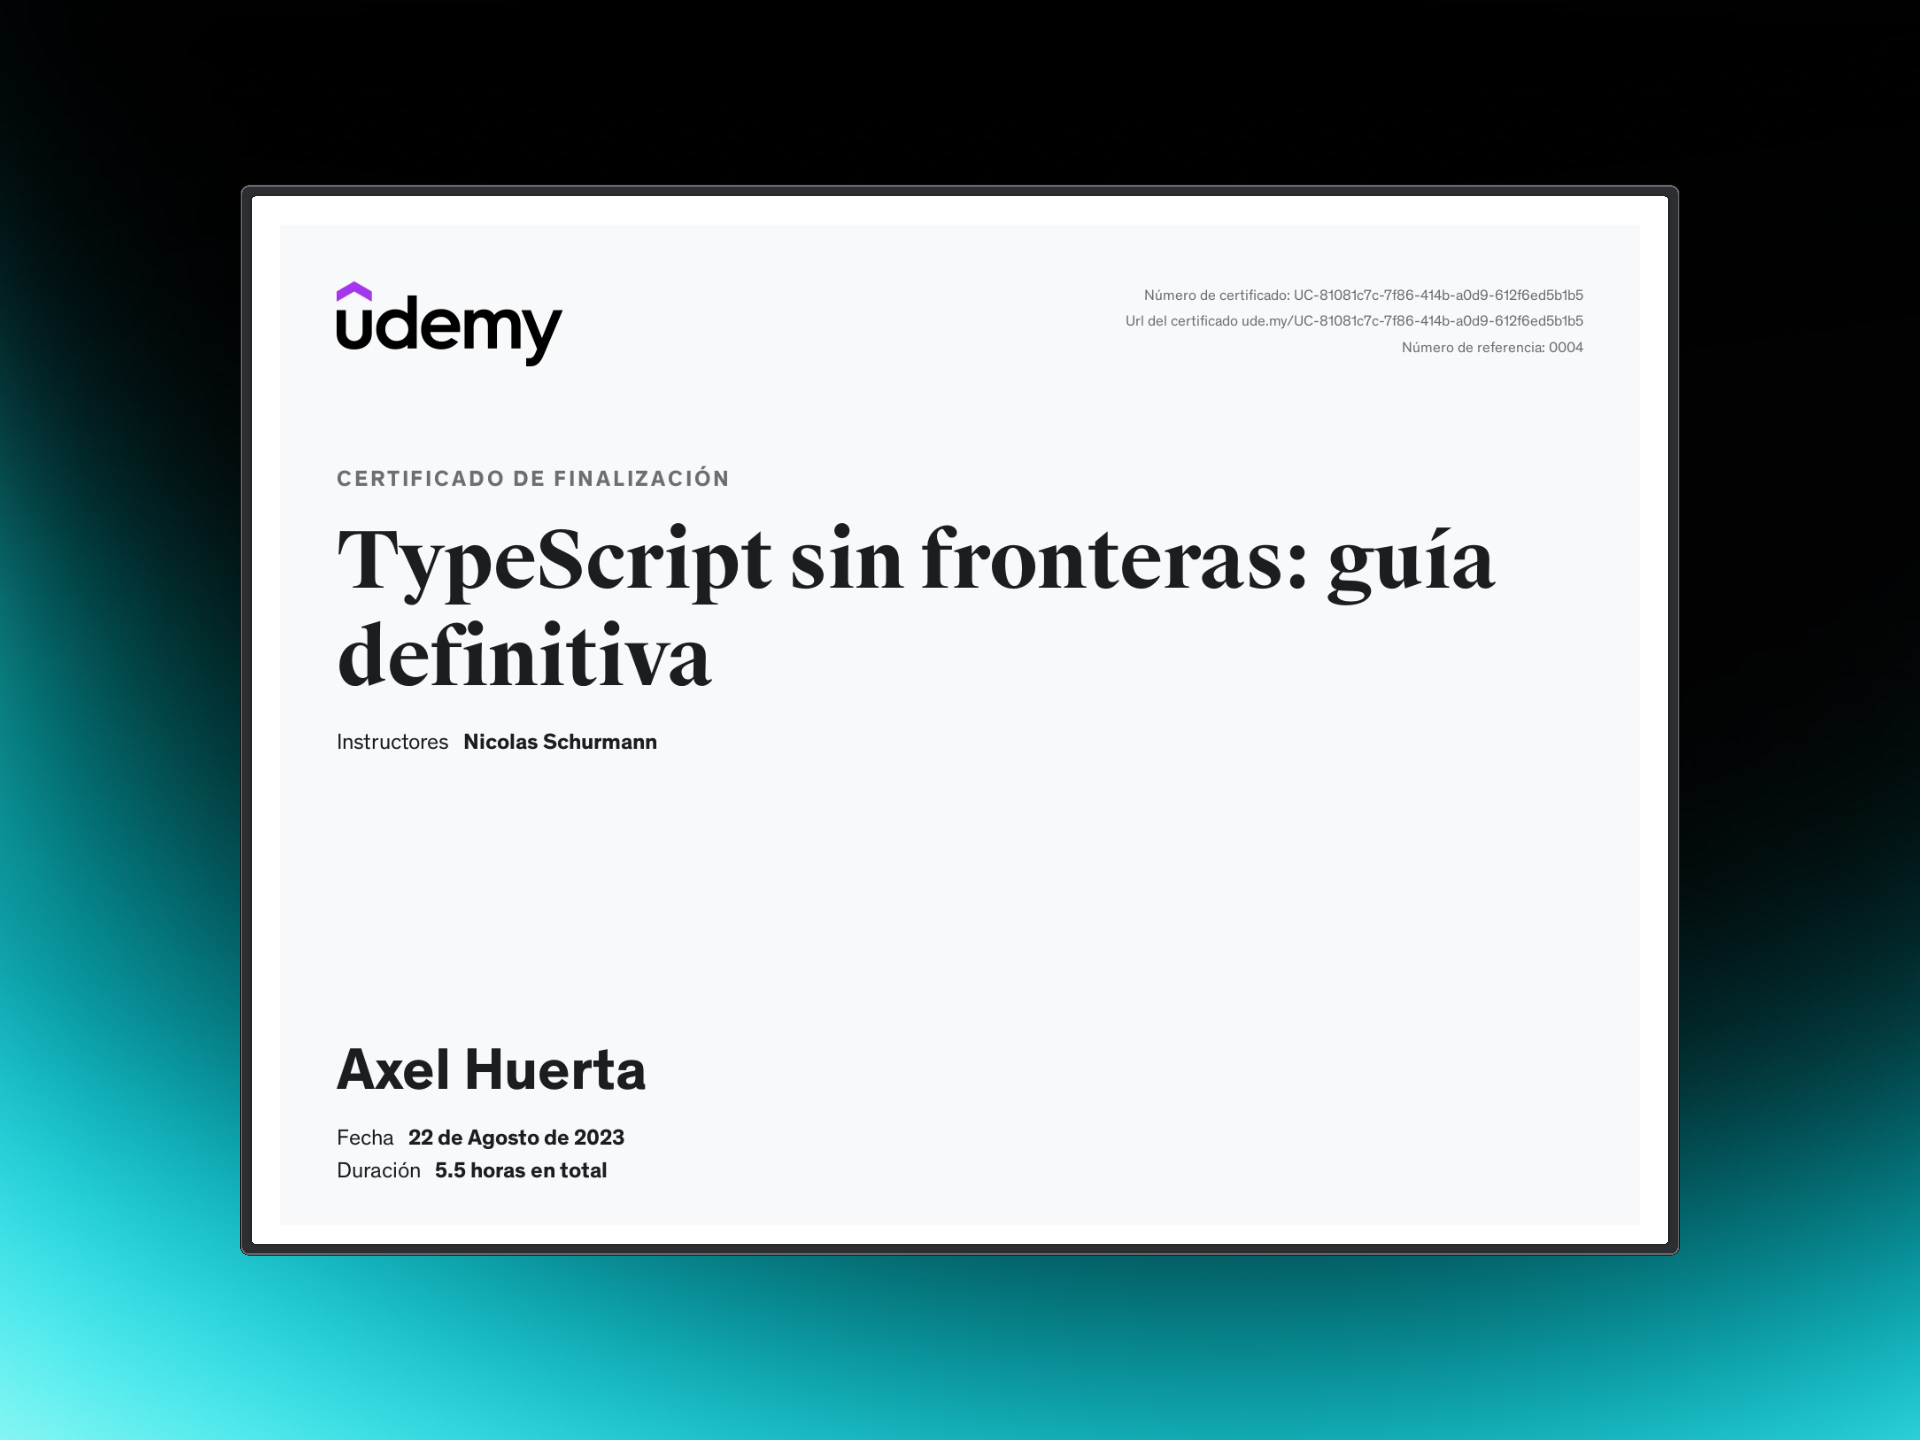 udemy
Número de certificado: UC-81081c7c-7f86-414b-a0d9-612f6ed5b1b5
Url del certificado ude.my/UC-81081c7c-7f86-414b-a0d9-612f6ed5b1b5
Número de referencia: 0004
CERTIFICADO DE FINALIZACIÓN
TypeScript sin fronteras: guía
definitiva
Instructores Nicolas Schurmann
Axel Huerta
Fecha 22 de Agosto de 2023
Duración 5.5 horas en total